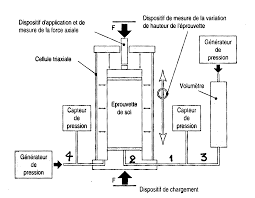 Dispositif d'application et de
mesure de la force axiale
Dispositif de mesure de la variation
de hauteur de l'éprouvette
F
Générateur
de
pression
Cellule triaxiale
Volumètre
Eprouvette
de sol
Capteur
de
pression
Capteur
de
pression
4
2
1
3
Générateur
de pression
F
Dispositif de chargement